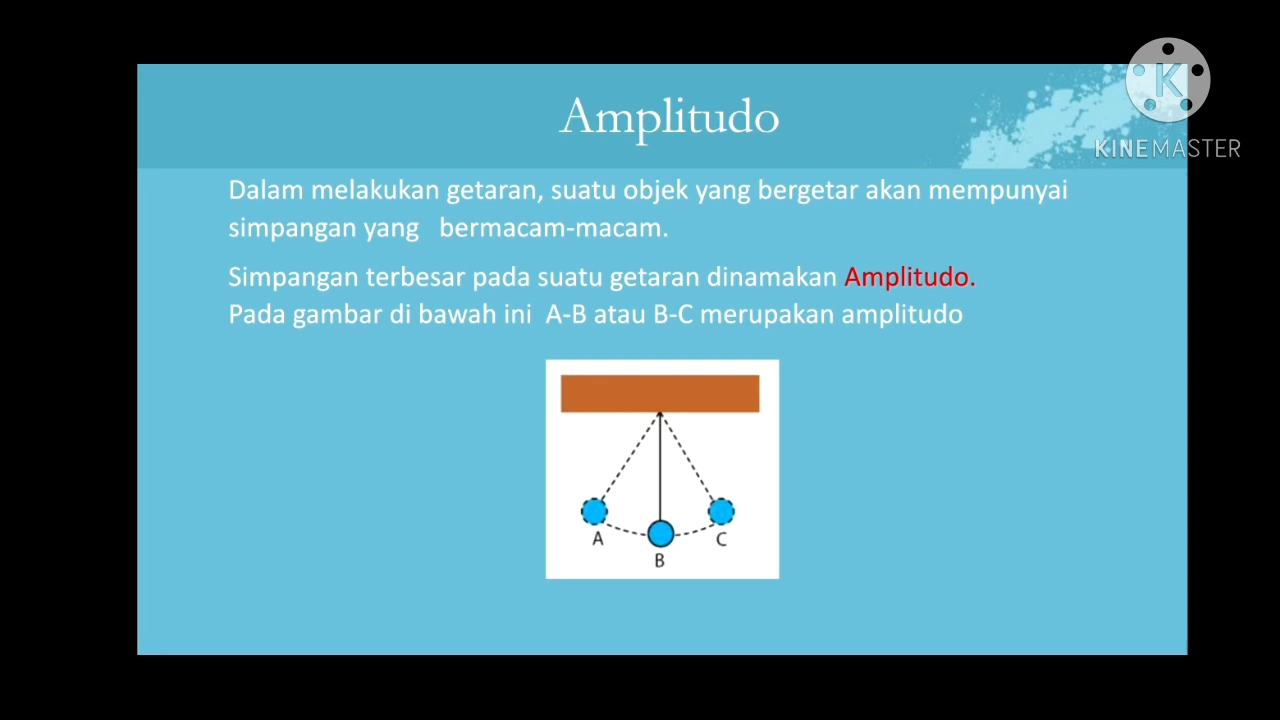 Amplitudo
KINEMASTER
Dalam melakukan getaran, suatu objek yang bergetar akan mempunyai
simpangan yang bermacam-macam.
Simpangan terbesar pada suatu getaran dinamakan Amplitudo.
Pada gambar di bawah ini A-B atau B-C merupakan amplitudo
A
B
C
K